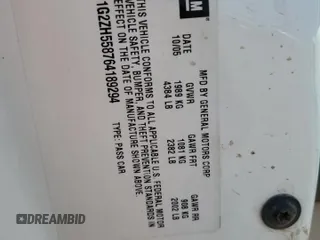 GM
MFD BY GENERAL MOTORS CORP
DATE GVWR GAWR FRT GAWR RR
10/05 1989 KG 1081 KG 908 KG
4384 LB 2382 LB 2002 LB
THIS VEHICLE CONFORMS TO ALL APPLICABLE U.S. FEDERAL MOTOR
VEHICLE SAFETY, BUMPER, AND THEFT PREVENTION STANDARDS IN
EFFECT ON THE DATE OF MANUFACTURE SHOWN ABOVE.
1G2ZH558764189294 TYPE: PASS CAR
DREAMBID